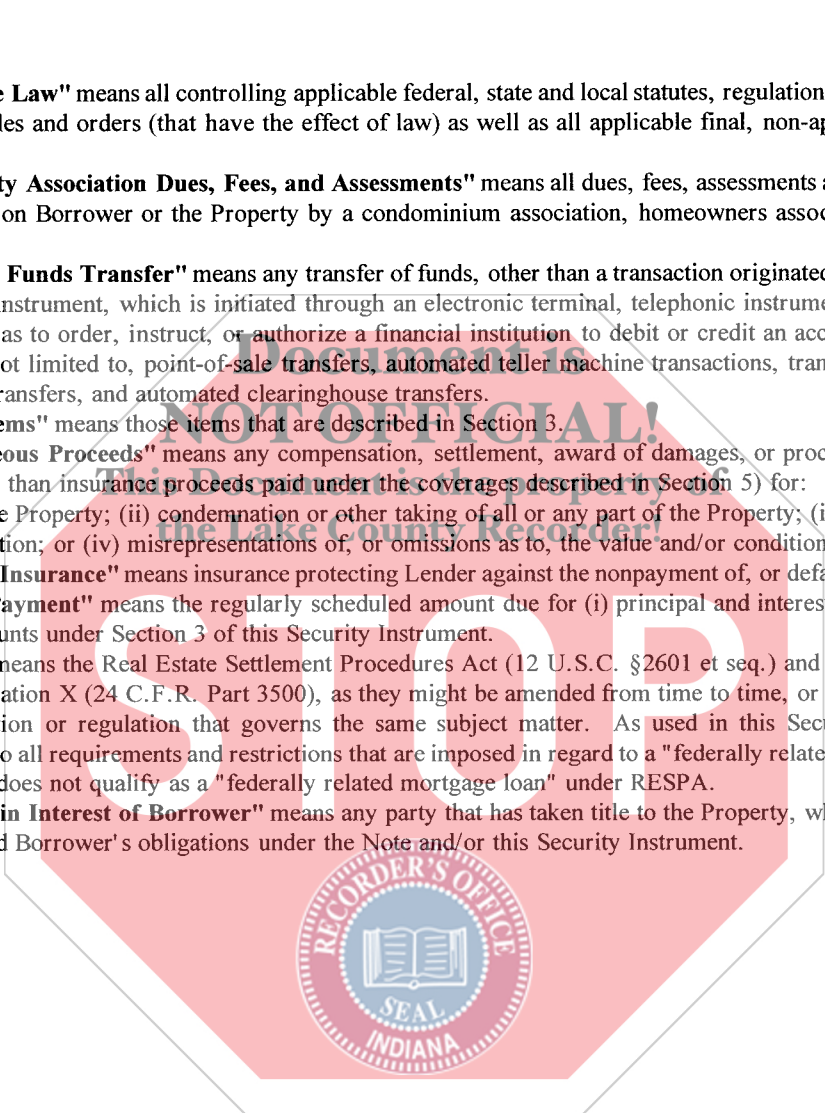 e Law" means all controlling applicable federal, state and local statutes, regulation
les and orders (that have the effect of law) as well as all applicable final, non-ap
ty Association Dues, Fees, and Assessments" means all dues, fees, assessments a
on Borrower or the Property by a condominium association, homeowners assoc
Funds Transfer" means any transfer of funds, other than a transaction originated
nstrument, which is initiated through an electronic terminal, telephonic instrume
as to order, instruct, or authorize a financial institution to debit or credit an acc
Document is
ot limited to, point-of-sale transfers, automated teller machine transactions, tran
ransfers, and automated clearinghouse transfers.
NOT OFFICIAL!
ems" means those items that are described in Section 3.
eous Proceeds" means any compensation, settlement, award of damages, or proc
This Document is the property of
than insurance proceeds paid under the coverages described in Section 5) for:
e Property; (ii) condemnation or other taking of all or any part of the Property; (i
the Lake County Recorder!
tion; or (iv) misrepresentations of, or omissions as to, the value and/or condition
Insurance" means insurance protecting Lender against the nonpayment of, or defa
ayment" means the regularly scheduled amount due for (i) principal and interes
unts under Section 3 of this Security Instrument.
means the Real Estate Settlement Procedures Act (12 U.S.C. §2601 et seq.) and
ation X (24 C.F.R. Part 3500), as they might be amended from time to time, or
STOP
ion or regulation that governs the same subject matter. As used in this Secu
o all requirements and restrictions that are imposed in regard to a "federally relate
does not qualify as a "federally related mortgage loan" under RESPA.
in Interest of Borrower" means any party that has taken title to the Property, wh
d Borrower's obligations under the Note and/or this Security Instrument.
RECORDER'S OFFICE
SEAL
INDIANA